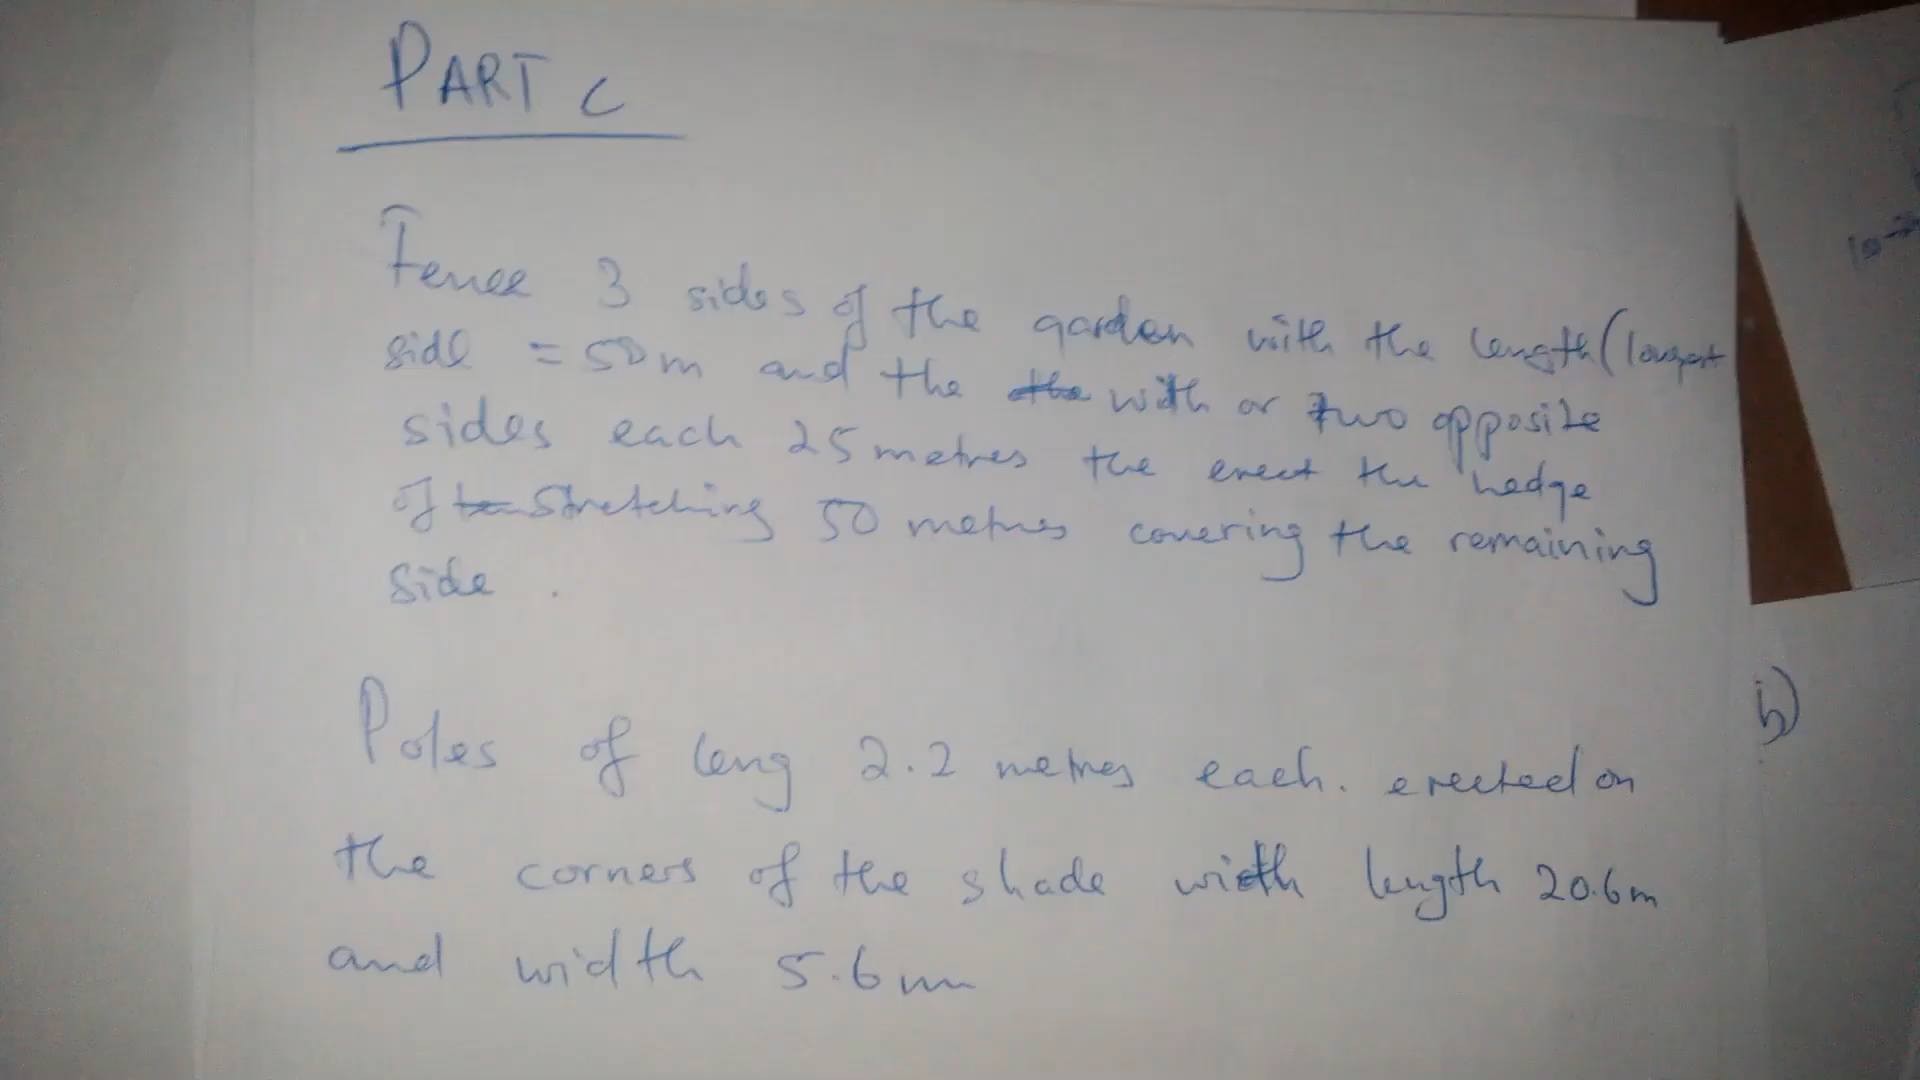 PART C
Fence 3 sides of the garden with the length (longest
side = 50m and the the with or two opposite
sides each 25 metres the erect the hedge
of to stretching 50 metres covering the remaining
side.
Poles of leng 2.2 metres each. erected on
the corners of the shade with length 20.6m
and width 5.6m
b)